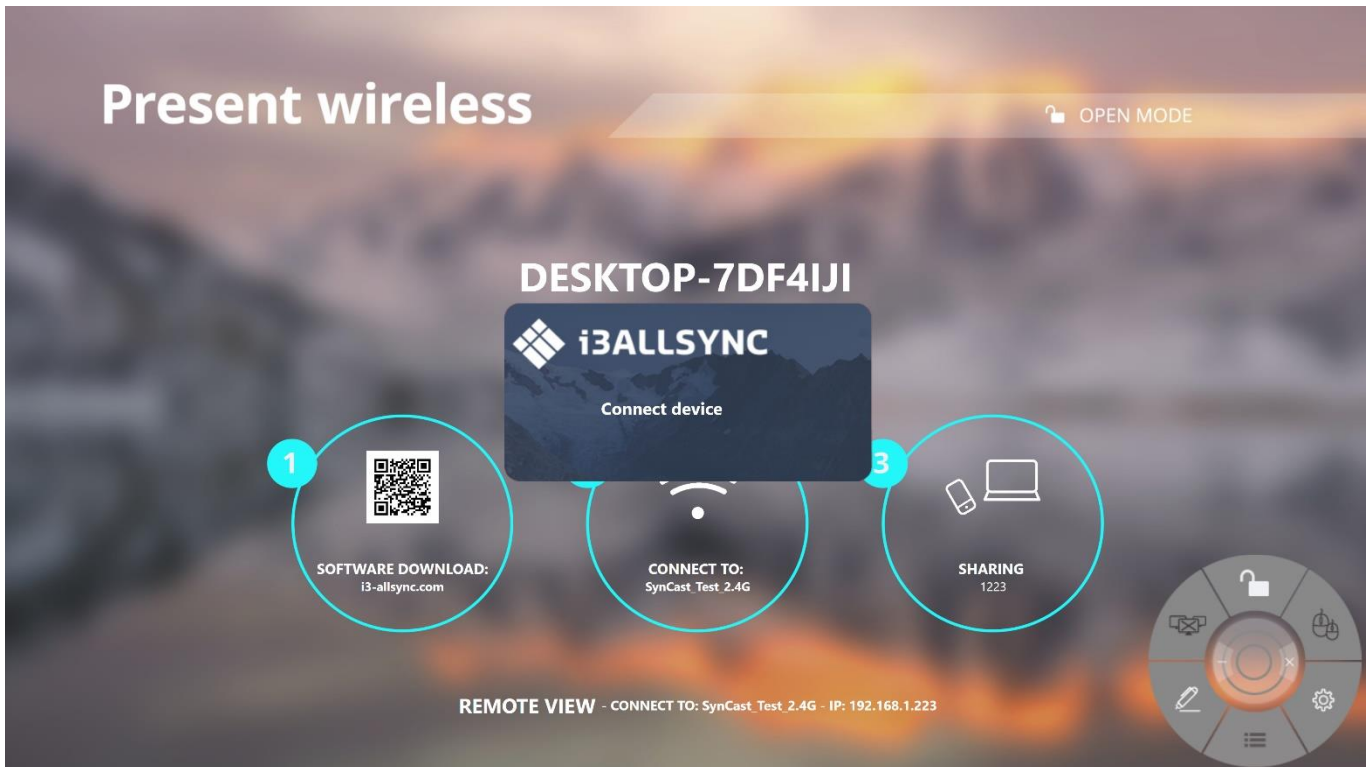 Present wireless
OPEN MODE
DESKTOP-7DF4IJI
i3ALLSYNC
Connect device
1
3
SOFTWARE DOWNLOAD:
i3-allsync.com
CONNECT TO:
SynCast_Test_2.4G
SHARING
1223
REMOTE VIEW - CONNECT TO: SynCast_Test_2.4G - IP: 192.168.1.223